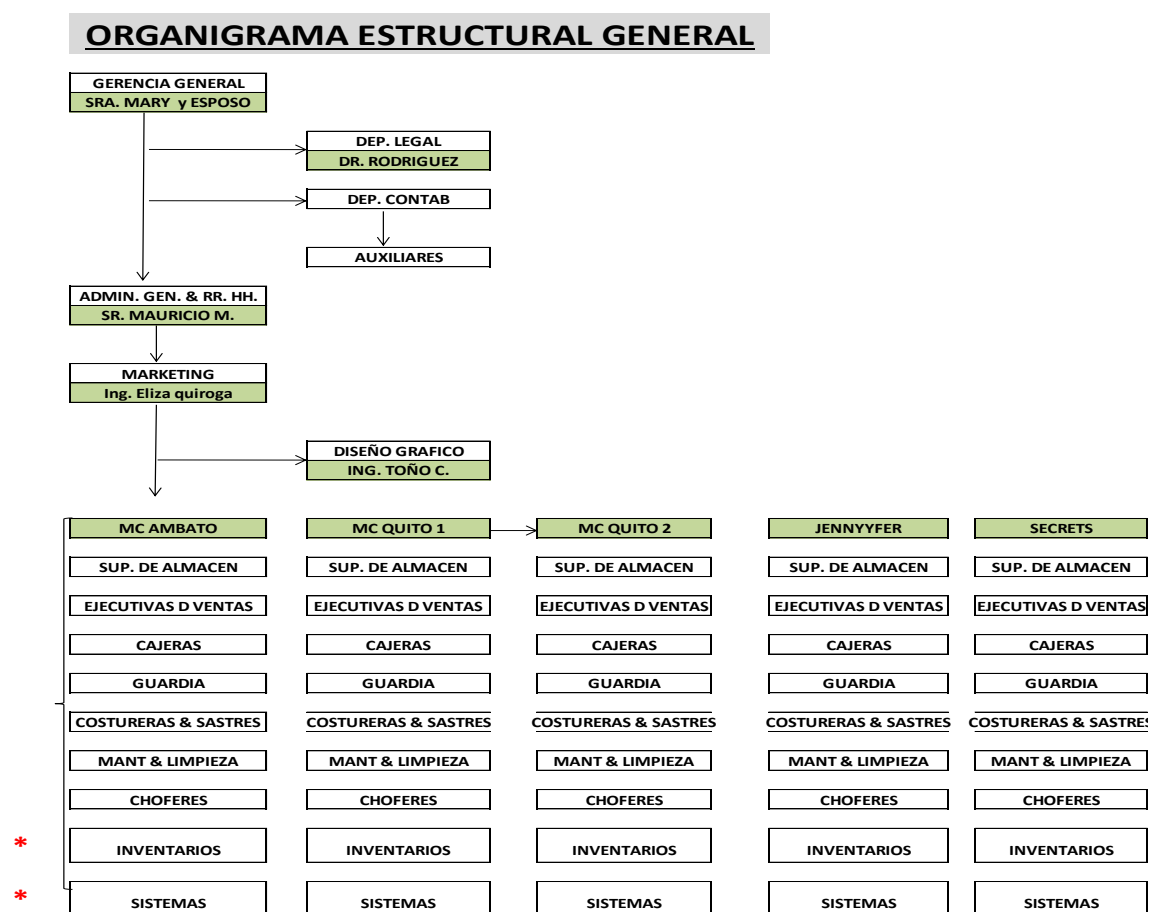 ORGANIGRAMA ESTRUCTURAL GENERAL
GERENCIA GENERAL
SRA. MARY y ESPOSO
DEP. LEGAL
DR. RODRIGUEZ
DEP. CONTAB
AUXILIARES
ADMIN. GEN. & RR. HH.
SR. MAURICIO M.
MARKETING
Ing. Eliza quiroga
DISEÑO GRAFICO
ING. TOÑO C.
MC AMBATO MC QUITO 1 MC QUITO 2 JENNYYFER SECRETS
SUP. DE ALMACEN SUP. DE ALMACEN SUP. DE ALMACEN SUP. DE ALMACEN SUP. DE ALMACEN
EJECUTIVAS D VENTAS EJECUTIVAS D VENTAS EJECUTIVAS D VENTAS EJECUTIVAS D VENTAS EJECUTIVAS D VENTAS
CAJERAS CAJERAS CAJERAS CAJERAS CAJERAS
GUARDIA GUARDIA GUARDIA GUARDIA GUARDIA
COSTURERAS & SASTRES COSTURERAS & SASTRES COSTURERAS & SASTRES COSTURERAS & SASTRES COSTURERAS & SASTRES
MANT & LIMPIEZA MANT & LIMPIEZA MANT & LIMPIEZA MANT & LIMPIEZA MANT & LIMPIEZA
CHOFERES CHOFERES CHOFERES CHOFERES CHOFERES
* INVENTARIOS INVENTARIOS INVENTARIOS INVENTARIOS INVENTARIOS
* SISTEMAS SISTEMAS SISTEMAS SISTEMAS SISTEMAS